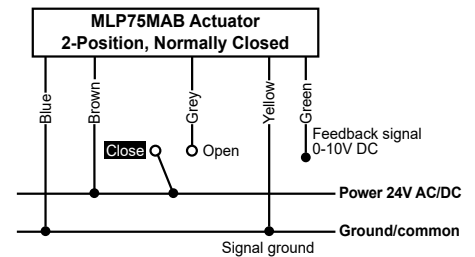 MLP75MAB Actuator
2-Position, Normally Closed
Blue
Brown
Grey
Yellow
Green
Close
Open
Feedback signal
0-10V DC
Power 24V AC/DC
Ground/common
Signal ground